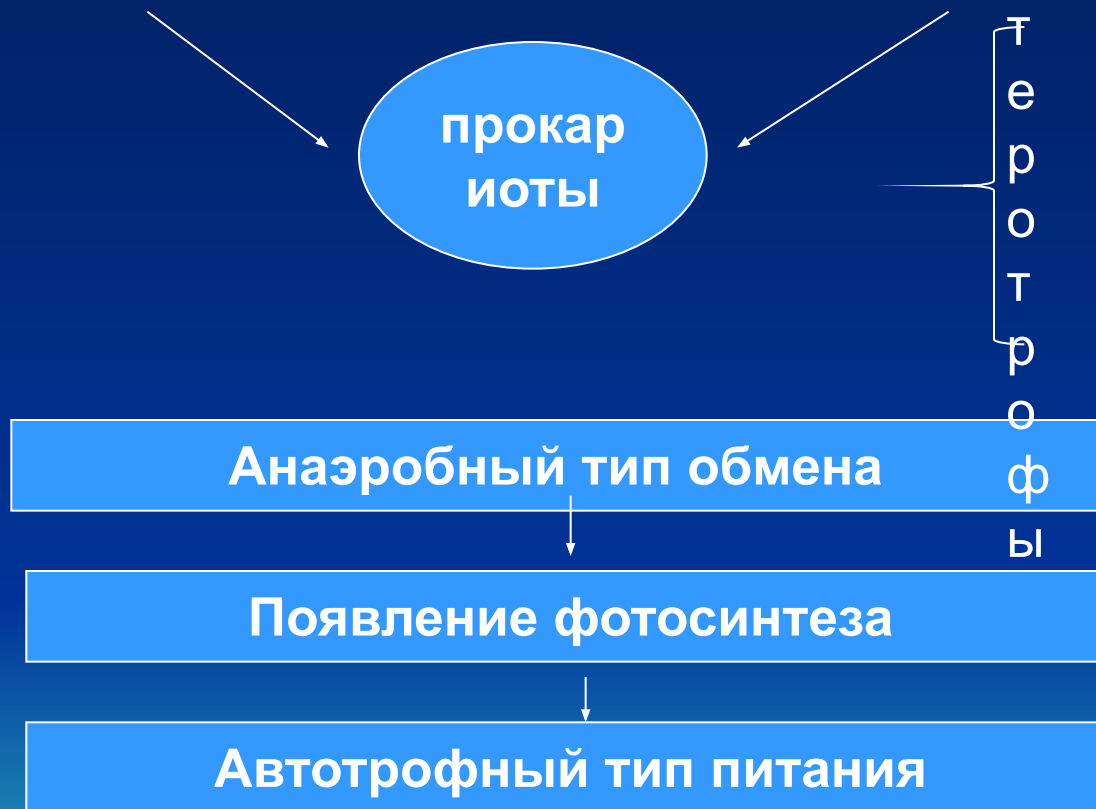 прокар
иоты
т
е
р
о
т
р
о
ф
ы
Анаэробный тип обмена
Появление фотосинтеза
Автотрофный тип питания